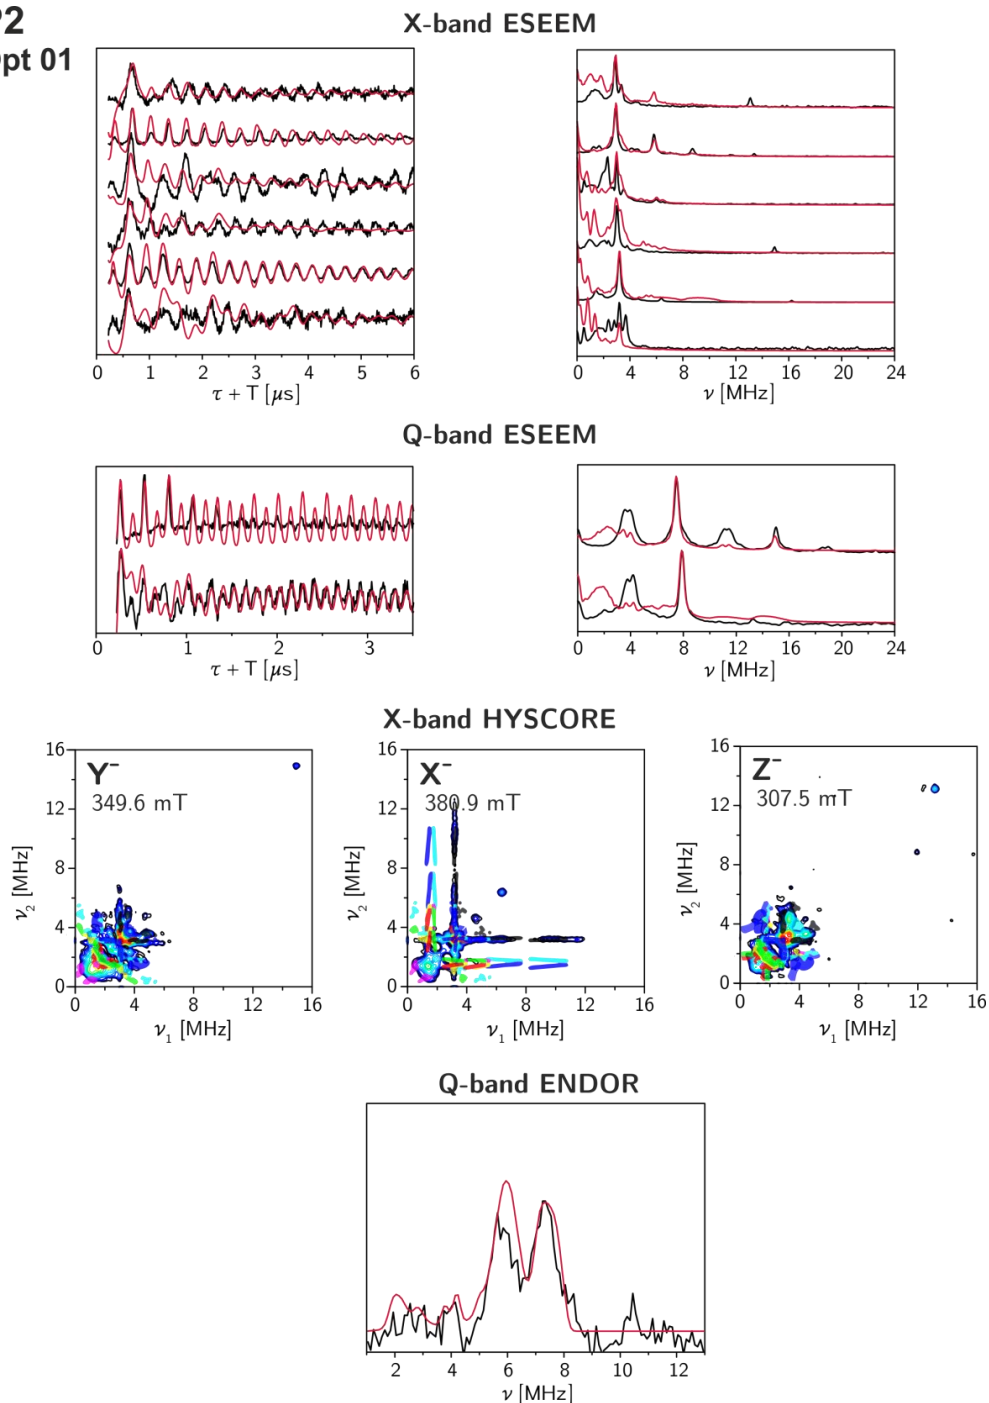 P2
X-band ESEEM
Opt 01
0 1 2 3 4 5 6
τ + T [μs]
0 4 8 12 16 20 24
ν [MHz]
Q-band ESEEM
0 1 2 3
τ + T [μs]
0 4 8 12 16 20 24
ν [MHz]
X-band HYSCORE
16
12
8
4
0
ν₂ [MHz]
Y⁻
349.6 mT
0 4 8 12 16
ν₁ [MHz]
16
12
8
4
0
ν₂ [MHz]
X⁻
380.9 mT
0 4 8 12 16
ν₁ [MHz]
16
12
8
4
0
ν₂ [MHz]
Z⁻
307.5 mT
0 4 8 12 16
ν₁ [MHz]
Q-band ENDOR
2 4 6 8 10 12
ν [MHz]